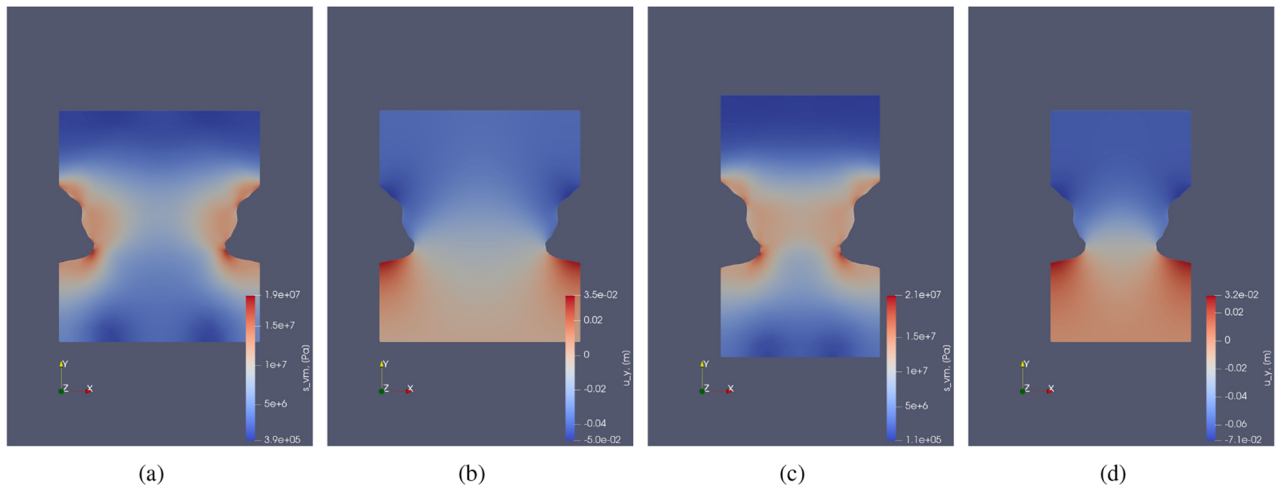 1.9e+07
1.5e+7
1e+7
5e+6
3.9e+05
s_vm, (Pa)
Y
Z
X
3.5e-02
0.02
0
-0.02
-0.04
-5.0e-02
u_y, (m)
Y
Z
X
2.1e+07
1.5e+7
1e+7
5e+6
1.1e+05
s_vm, (Pa)
Y
Z
X
3.2e-02
0.02
0
-0.02
-0.04
-0.06
-7.1e-02
u_y, (m)
Y
Z
X
(a)
(b)
(c)
(d)